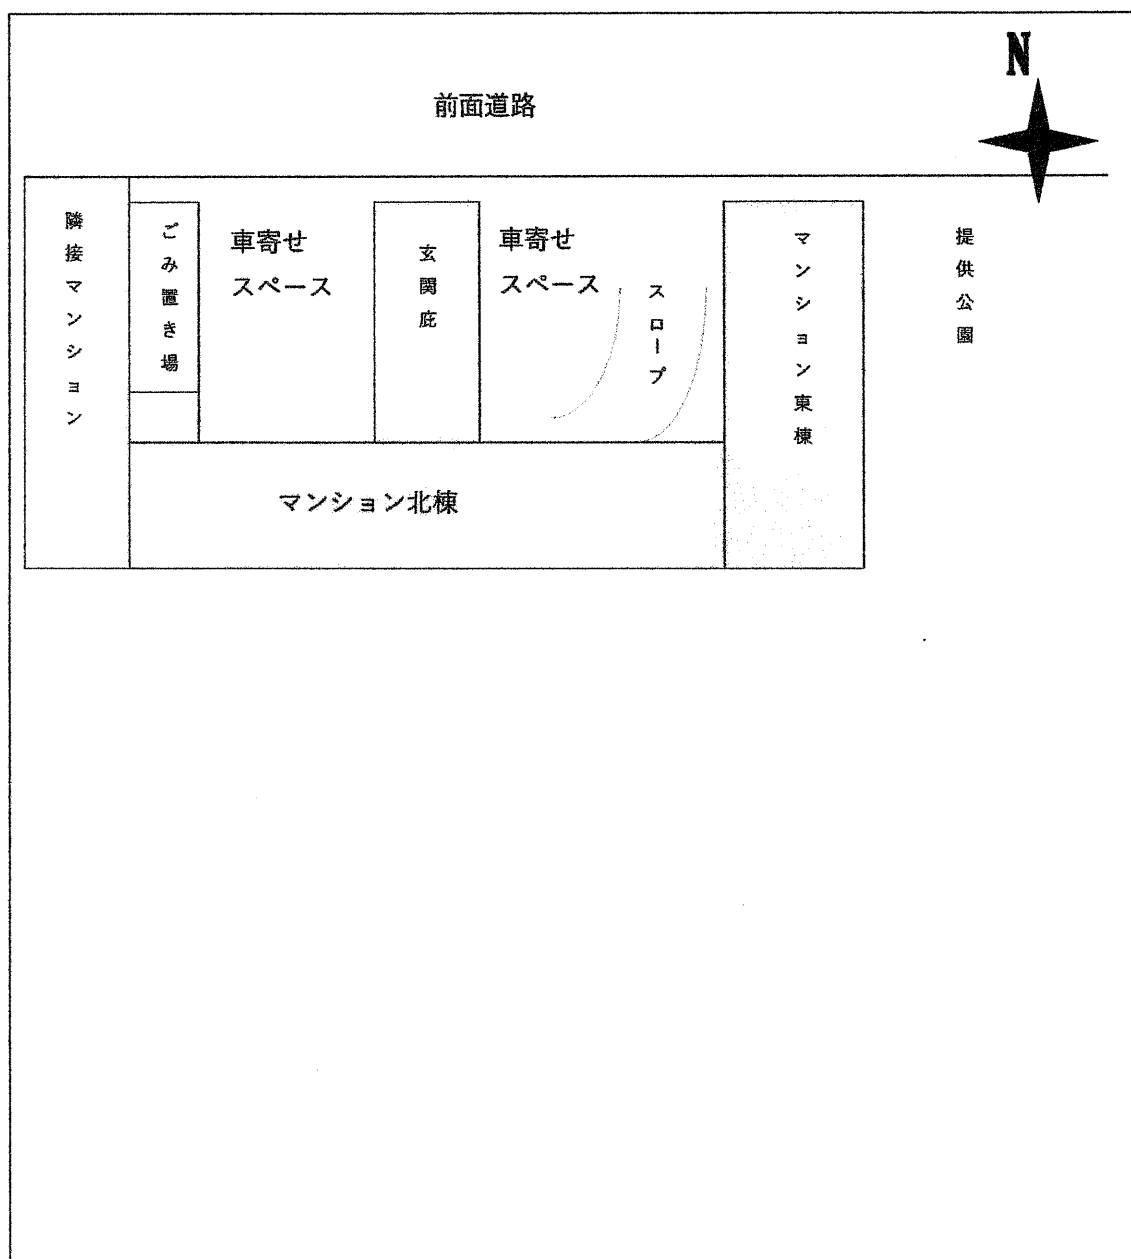 N
前面道路
隣接マンション
ごみ置き場
車寄せ
スペース
玄関庇
車寄せ
スペース
スロープ
マンション東棟
提供公園
マンション北棟